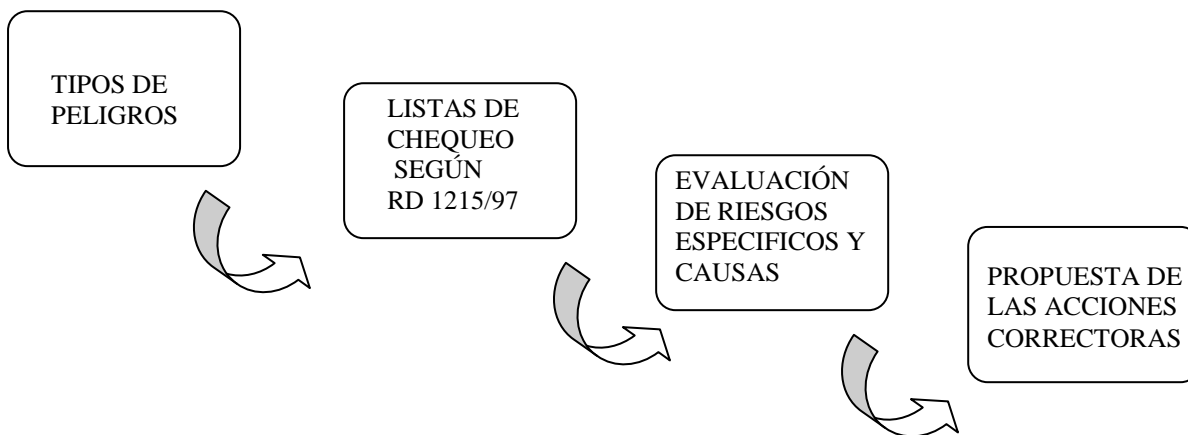 TIPOS DE
PELIGROS
LISTAS DE
CHEQUEO
SEGÚN
RD 1215/97
EVALUACIÓN
DE RIESGOS
ESPECIFICOS Y
CAUSAS
PROPUESTA DE
LAS ACCIONES
CORRECTORAS